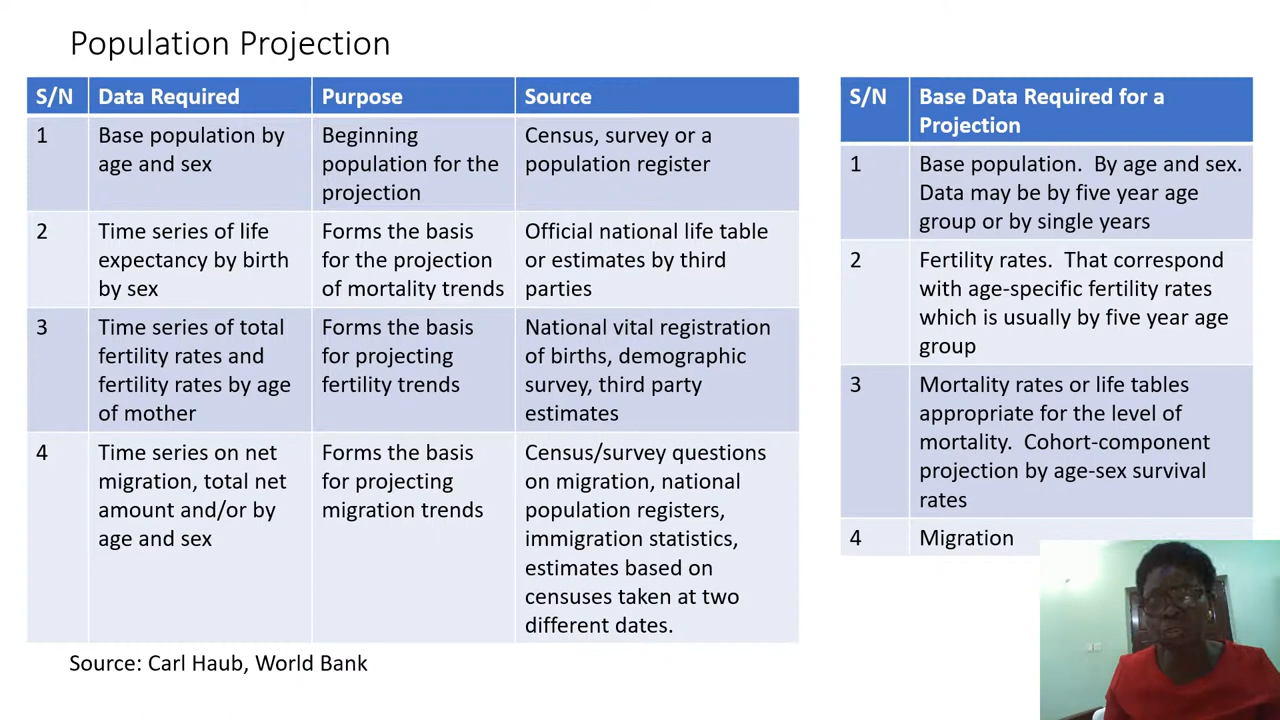 Population Projection
S/N Data Required Purpose Source
1 Base population by Beginning Census, survey or a
age and sex population for the population register
projection
2 Time series of life Forms the basis Official national life table
expectancy by birth for the projection or estimates by third
by sex of mortality trends parties
3 Time series of total Forms the basis National vital registration
fertility rates and for projecting of births, demographic
fertility rates by age fertility trends survey, third party
of mother estimates
4 Time series on net Forms the basis Census/survey questions
migration, total net for projecting on migration, national
amount and/or by migration trends population registers,
age and sex immigration statistics,
estimates based on
censuses taken at two
different dates.
Source: Carl Haub, World Bank
S/N Base Data Required for a
Projection
1 Base population. By age and sex.
Data may be by five year age
group or by single years
2 Fertility rates. That correspond
with age-specific fertility rates
which is usually by five year age
group
3 Mortality rates or life tables
appropriate for the level of
mortality. Cohort-component
projection by age-sex survival
rates
4 Migration